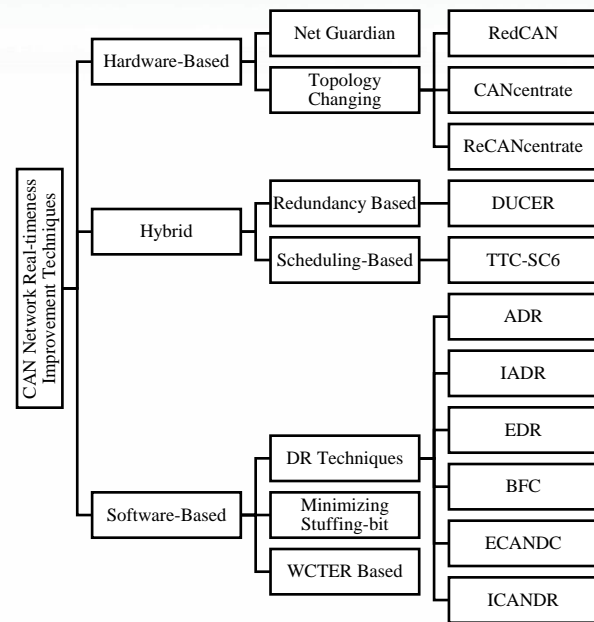 CAN Network Real-timeness
Improvement Techniques
Hardware-Based
Net Guardian
Topology
Changing
RedCAN
CANcentrate
ReCANcentrate
Hybrid
Redundancy Based
DUCER
Scheduling-Based
TTC-SC6
Software-Based
DR Techniques
ADR
IADR
EDR
BFC
ECANDC
ICANDR
Minimizing
Stuffing-bit
WCTER Based